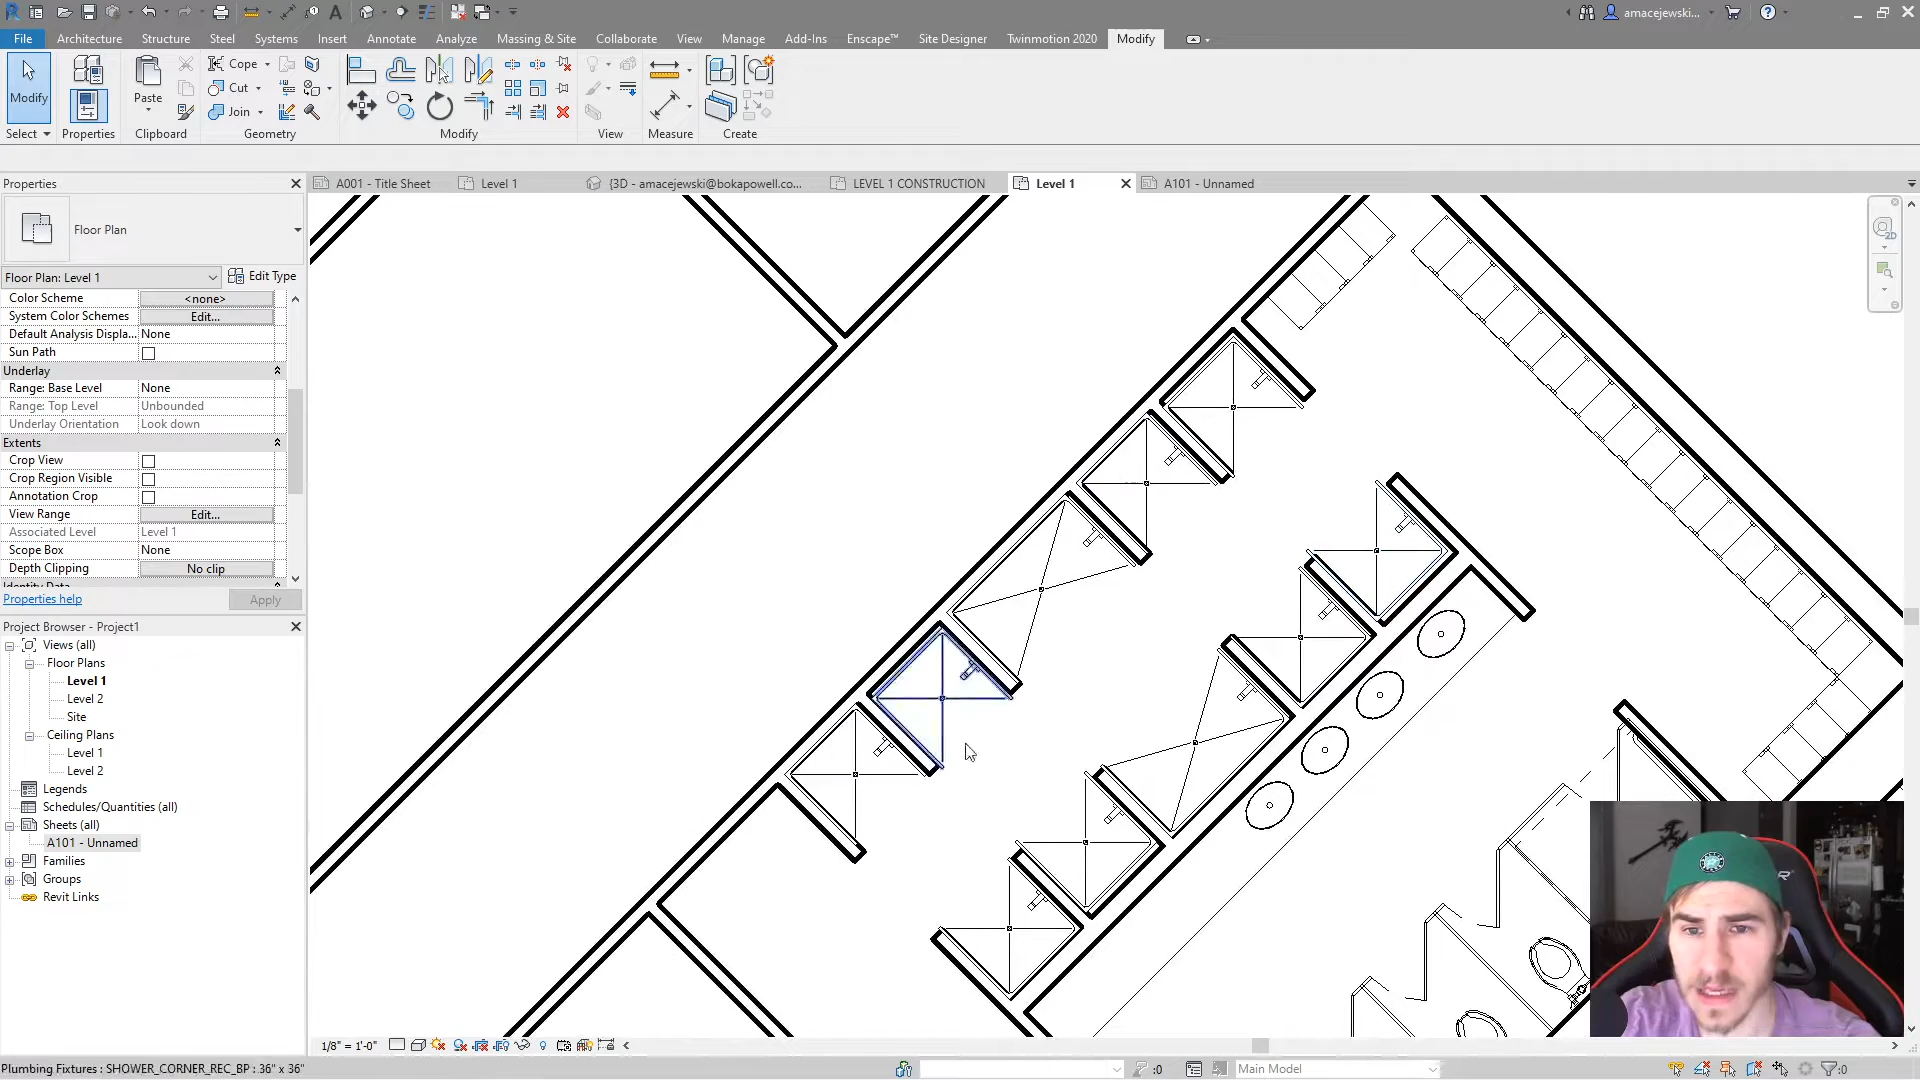 amacejewski...
File Architecture Structure Steel Systems Insert Annotate Analyze Massing & Site Collaborate View Manage Add-Ins Enscape™ Site Designer Twinmotion 2020 Modify
Modify
Paste
Cope
Cut
Join
Select Properties Clipboard Geometry Modify View Measure Create
Properties
A001 - Title Sheet
Level 1
{3D - amacejewski@bokapowell.co...
LEVEL 1 CONSTRUCTION
Level 1
A101 - Unnamed
Floor Plan
Floor Plan: Level 1
Edit Type
Color Scheme <none>
System Color Schemes Edit...
Default Analysis Displa... None
Sun Path
Underlay
Range: Base Level None
Range: Top Level Unbounded
Underlay Orientation Look down
Extents
Crop View
Crop Region Visible
Annotation Crop
View Range Edit...
Associated Level Level 1
Scope Box None
Depth Clipping No clip
Identity Data
Properties help
Apply
Project Browser - Project1
Views (all)
Floor Plans
Level 1
Level 2
Site
Ceiling Plans
Level 1
Level 2
Legends
Schedules/Quantities (all)
Sheets (all)
A101 - Unnamed
Families
Groups
Revit Links
2D
1/8" = 1'-0"
Plumbing Fixtures : SHOWER_CORNER_REC_BP : 36" x 36"
:0
Main Model
:0